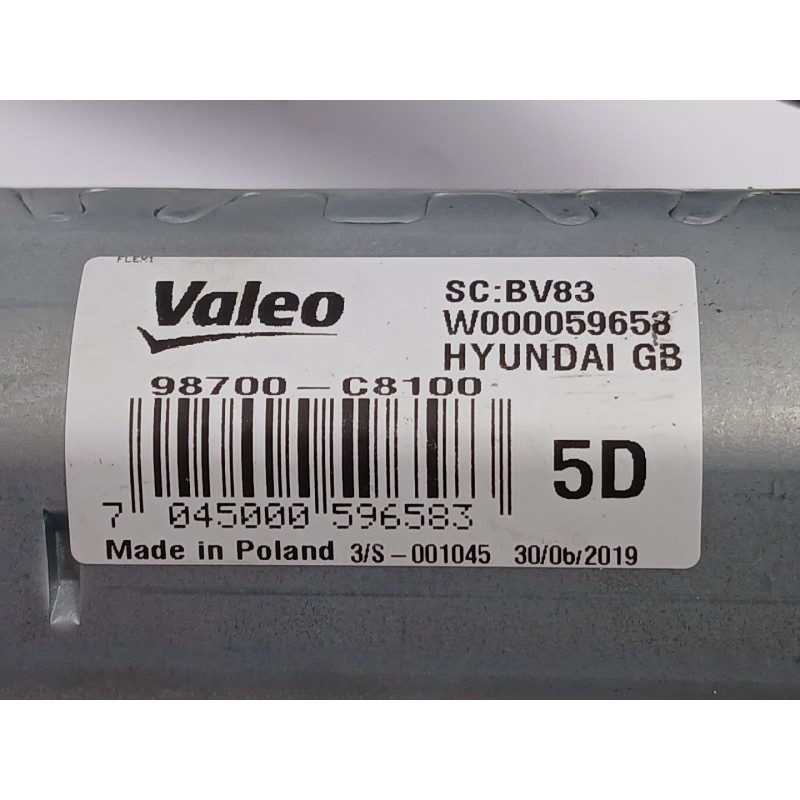 FLEX1
Valeo
SC:BV83
W000059658
HYUNDAI GB
98700-C8100
5D
7 045000 596583
Made in Poland 3/S-001045 30/06/2019